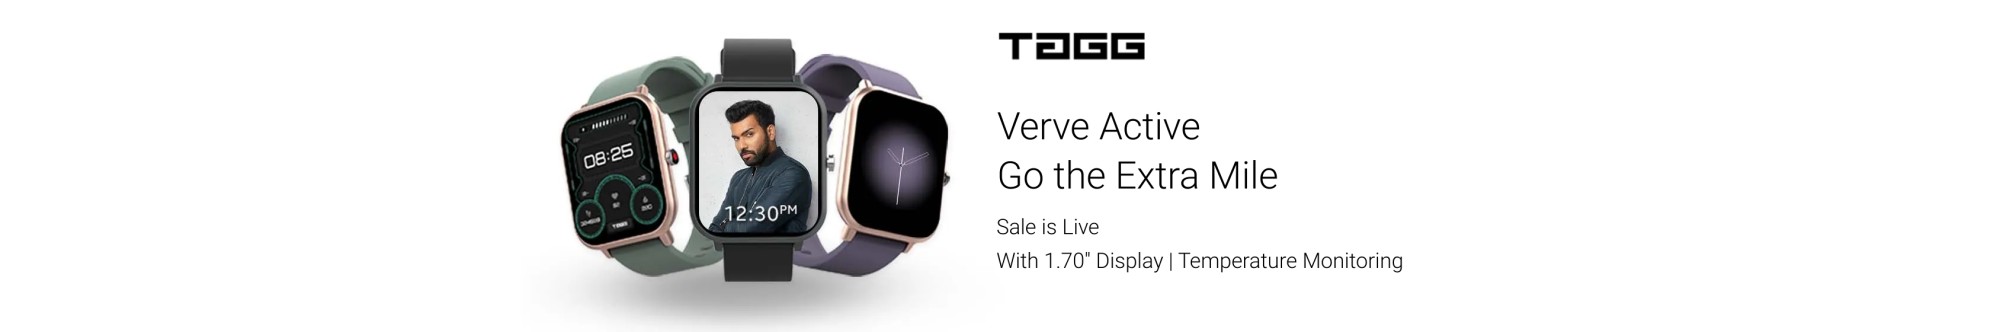 08:25
TAGG
12:30PM
TAGG
Verve Active
Go the Extra Mile
Sale is Live
With 1.70" Display | Temperature Monitoring